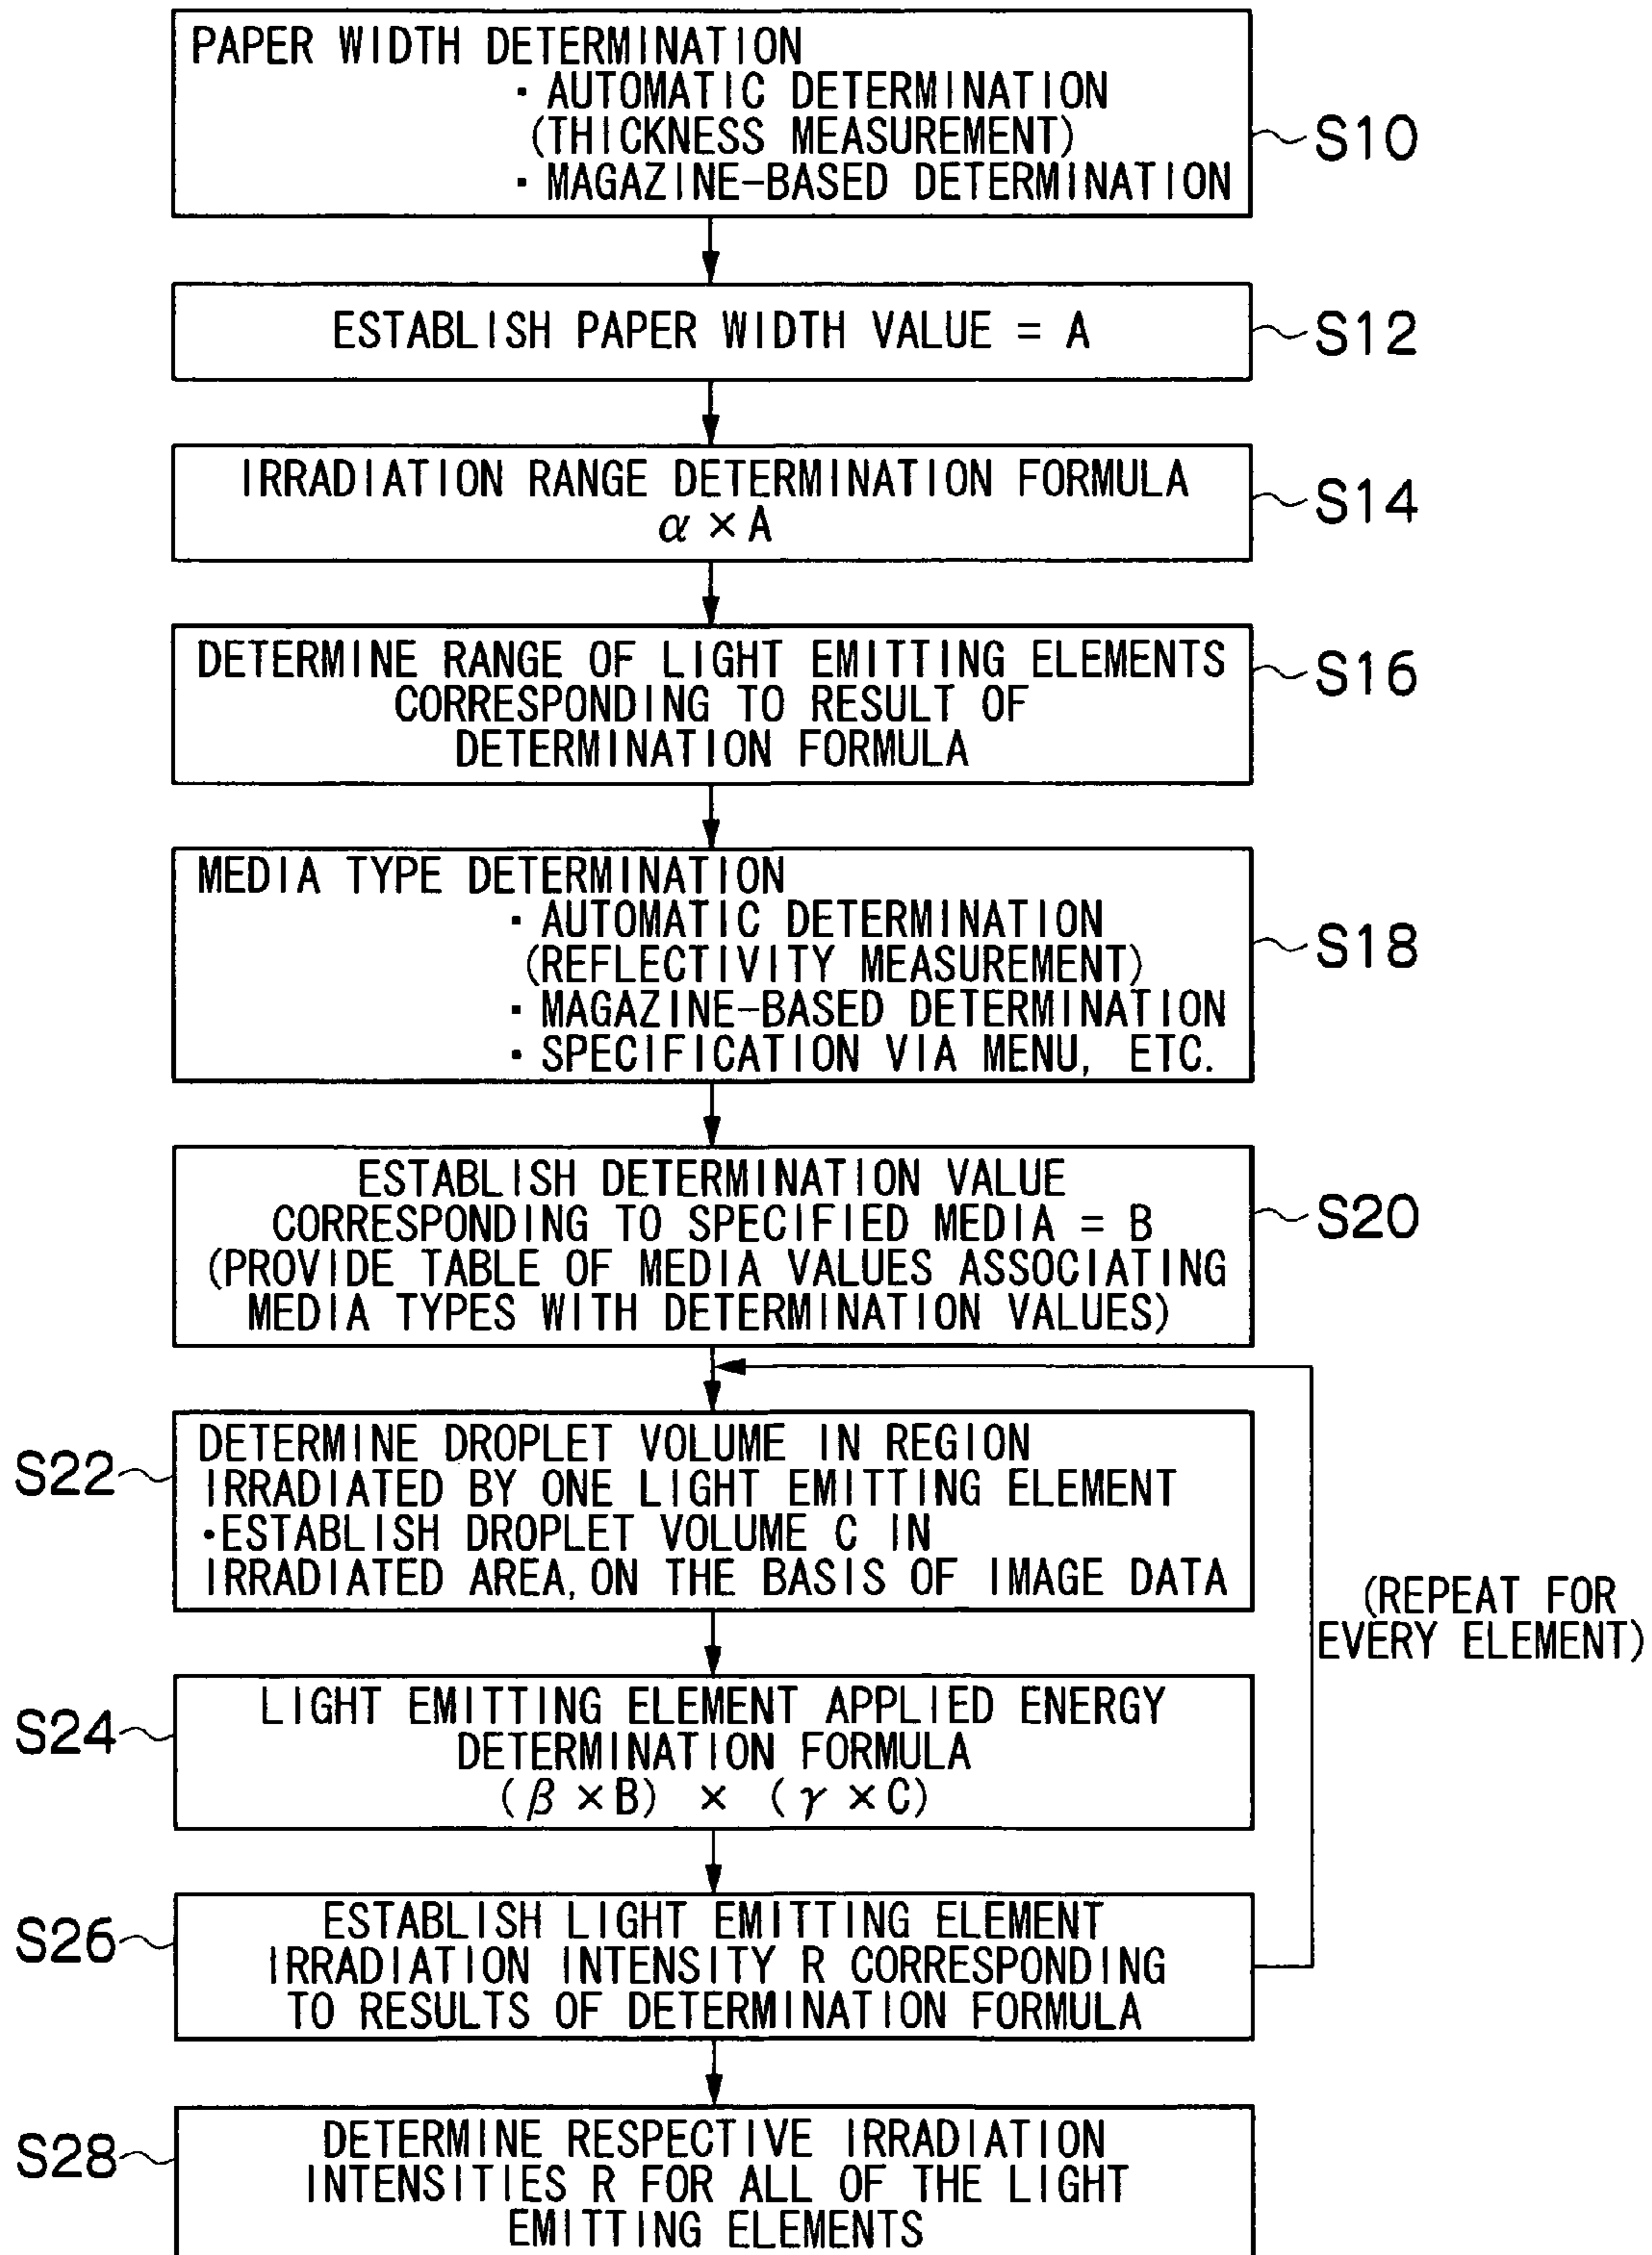 PAPER WIDTH DETERMINATION
・AUTOMATIC DETERMINATION
(THICKNESS MEASUREMENT)
・MAGAZINE-BASED DETERMINATION
S10
ESTABLISH PAPER WIDTH VALUE = A
S12
IRRADIATION RANGE DETERMINATION FORMULA
α × A
S14
DETERMINE RANGE OF LIGHT EMITTING ELEMENTS
CORRESPONDING TO RESULT OF
DETERMINATION FORMULA
S16
MEDIA TYPE DETERMINATION
・AUTOMATIC DETERMINATION
(REFLECTIVITY MEASUREMENT)
・MAGAZINE-BASED DETERMINATION
・SPECIFICATION VIA MENU, ETC.
S18
ESTABLISH DETERMINATION VALUE
CORRESPONDING TO SPECIFIED MEDIA = B
(PROVIDE TABLE OF MEDIA VALUES ASSOCIATING
MEDIA TYPES WITH DETERMINATION VALUES)
S20
S22
DETERMINE DROPLET VOLUME IN REGION
IRRADIATED BY ONE LIGHT EMITTING ELEMENT
・ESTABLISH DROPLET VOLUME C IN
IRRADIATED AREA, ON THE BASIS OF IMAGE DATA
(REPEAT FOR
EVERY ELEMENT)
S24
LIGHT EMITTING ELEMENT APPLIED ENERGY
DETERMINATION FORMULA
(β × B) × (γ × C)
S26
ESTABLISH LIGHT EMITTING ELEMENT
IRRADIATION INTENSITY R CORRESPONDING
TO RESULTS OF DETERMINATION FORMULA
S28
DETERMINE RESPECTIVE IRRADIATION
INTENSITIES R FOR ALL OF THE LIGHT
EMITTING ELEMENTS